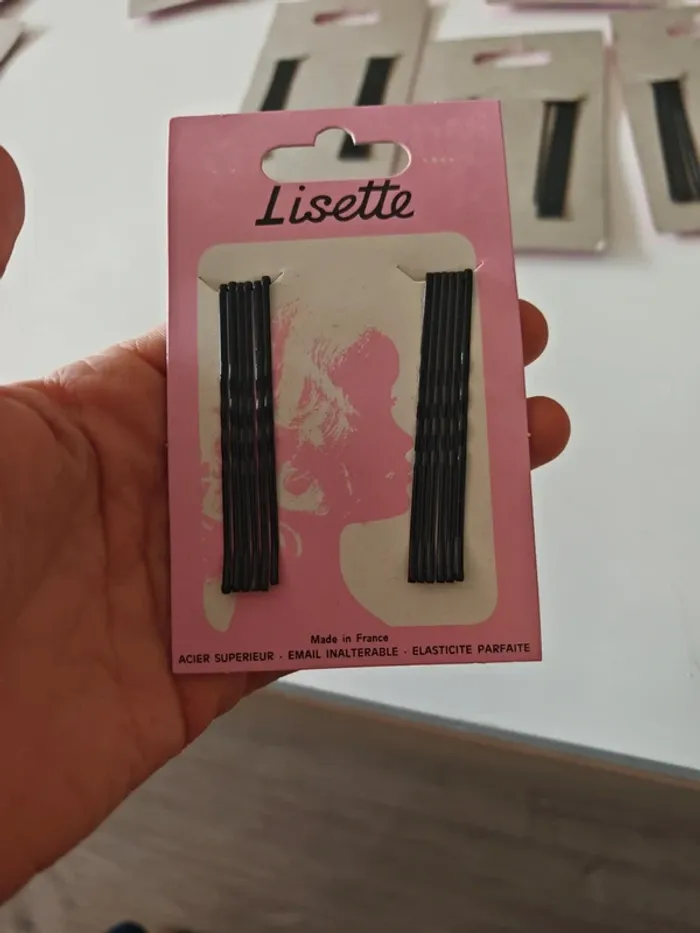 Lisette
Made in France
ACIER SUPERIEUR - EMAIL INALTERABLE - ELASTICITE PARFAITE